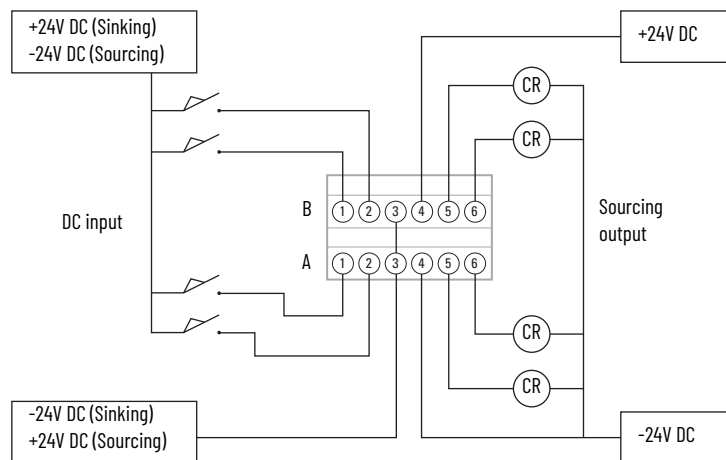 +24V DC (Sinking)
-24V DC (Sourcing)
+24V DC
CR
CR
B
1 2 3 4 5 6
DC input
Sourcing
output
A
1 2 3 4 5 6
CR
CR
-24V DC (Sinking)
+24V DC (Sourcing)
-24V DC